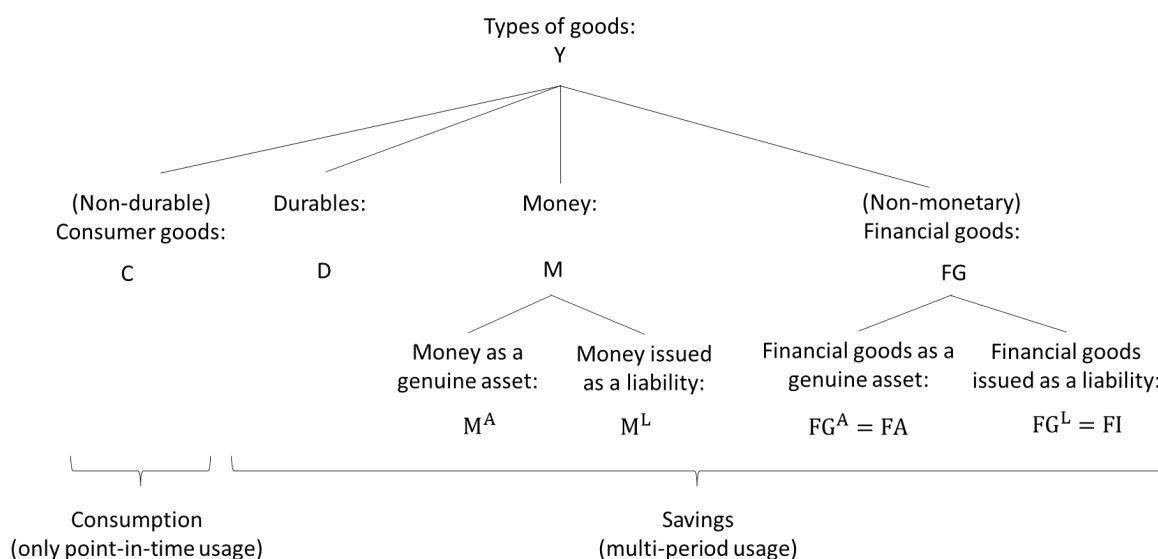 Types of goods:
Y
(Non-durable)
Consumer goods:
C
Durables:
D
Money:
M
(Non-monetary)
Financial goods:
FG
Money as a
genuine asset:
M^A
Money issued
as a liability:
M^L
Financial goods as a
genuine asset:
FG^A = FA
Financial goods
issued as a liability:
FG^L = FI
Consumption
(only point-in-time usage)
Savings
(multi-period usage)